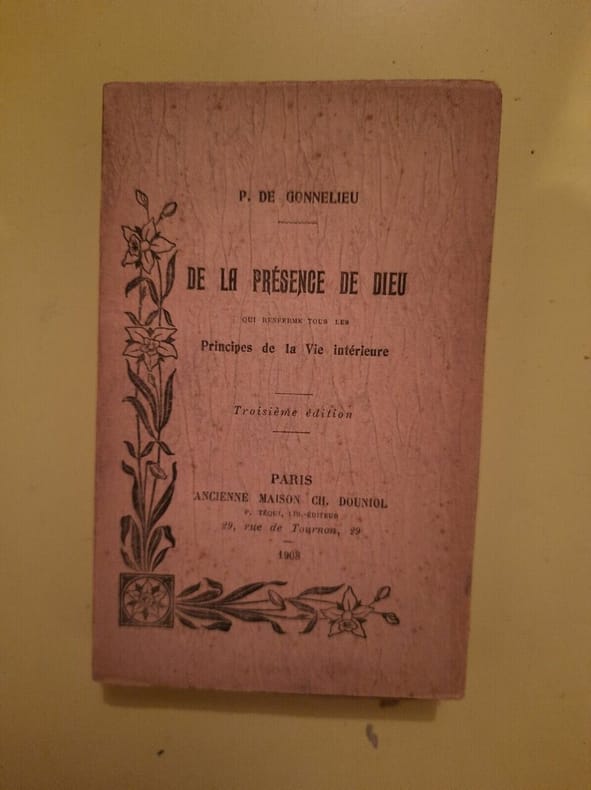 P. DE GONNELIEU
DE LA PRÉSENCE DE DIEU
QUI RENFERME TOUS LES
Principes de la Vie intérieure
Troisième édition
PARIS
ANCIENNE MAISON CH. DOUNIOL
P. TÉQUI, LIB.-ÉDITEUR
29, rue de Tournon, 29
1903